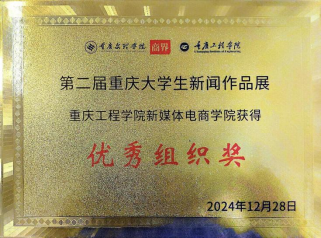 重庆文理学院 商界 重庆工程学院
第二届重庆大学生新闻作品展
重庆工程学院新媒体电商学院获得
优秀组织奖
2024年12月28日